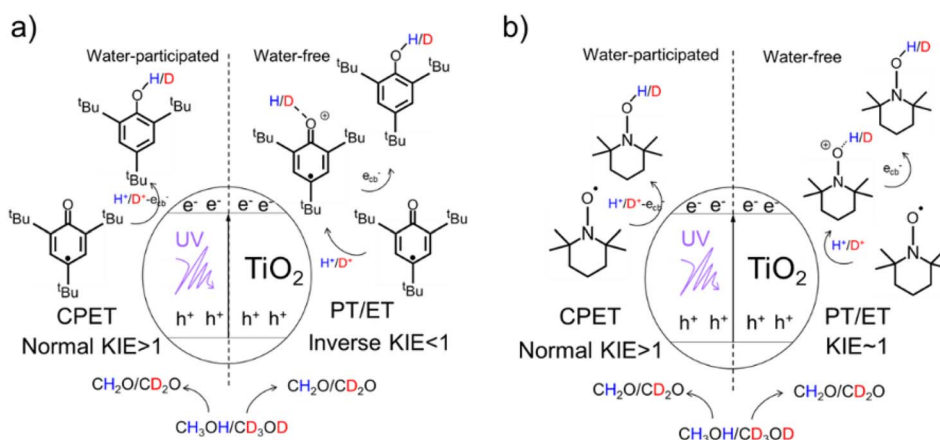 a)
Water-participated
Water-free
O
H/D
tBu
tBu
tBu
O
H/D
tBu
tBu
tBu
H/D
O
⊕
tBu
tBu
tBu
ecb-
H+/D+-ecb-
O
tBu
tBu
tBu
O
tBu
tBu
tBu
H+/D+
e- e- e- e-
UV
TiO2
h+ h+ h+ h+
CPET
Normal KIE>1
PT/ET
Inverse KIE<1
CH2O/CD2O
CH2O/CD2O
CH3OH/CD3OD
b)
Water-participated
Water-free
H/D
O
N
H/D
O
N
⊕
O
H/D
N
ecb-
H+/D+-ecb
O
N
O
N
H+/D+
e- e- e- e-
UV
TiO2
h+ h+ h+ h+
CPET
Normal KIE>1
PT/ET
KIE~1
CH2O/CD2O
CH2O/CD2O
CH3OH/CD3OD